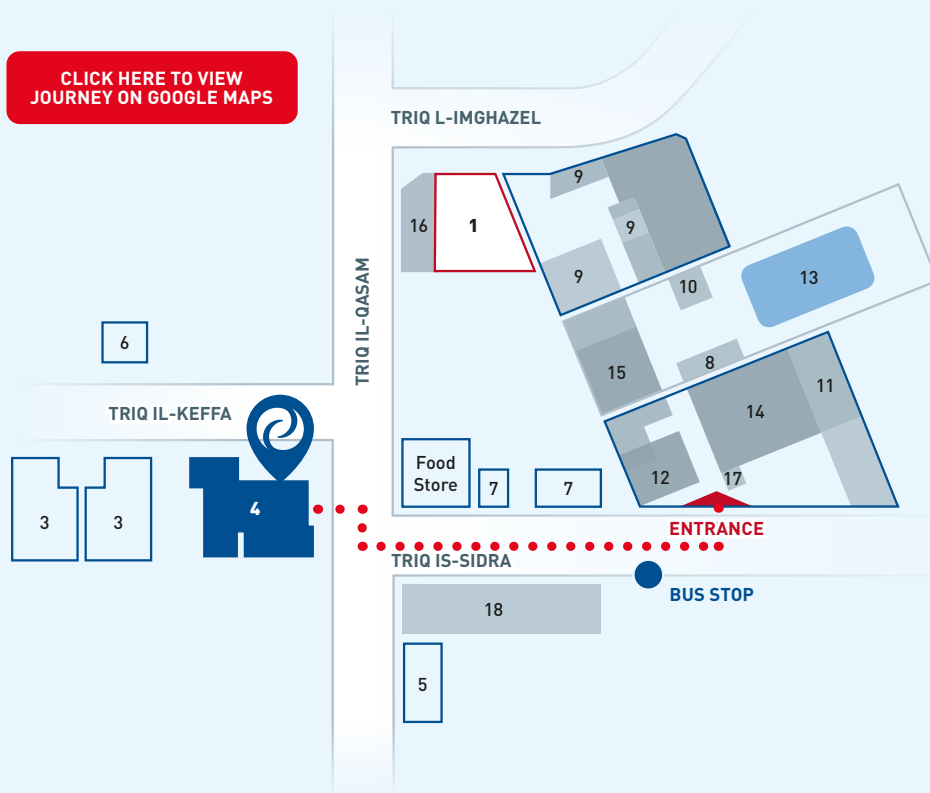 CLICK HERE TO VIEW
JOURNEY ON GOOGLE MAPS
TRIQ L-IMGHAZEL
9
16
1
9
9
10
13
TRIQ IL-QASAM
6
15
8
11
14
TRIQ IL-KEFFA
Food
Store
7
7
12
17
3
3
4
ENTRANCE
TRIQ IS-SIDRA
BUS STOP
18
5